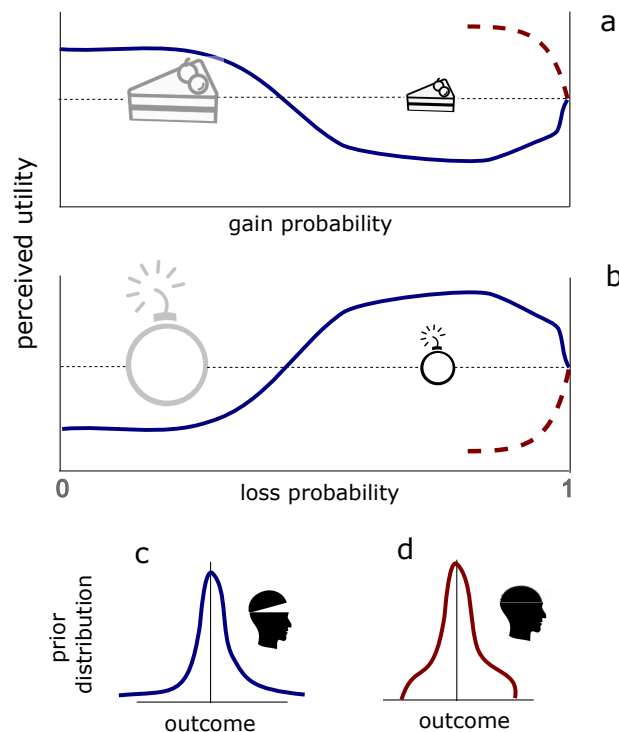 a
perceived utility
gain probability
b
0
loss probability
1
c
d
prior
distribution
outcome
outcome